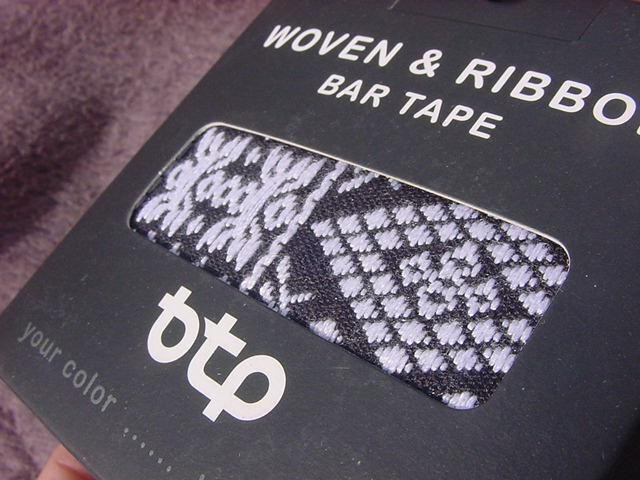 WOVEN & RIBBO
BAR TAPE
btp
your color ......